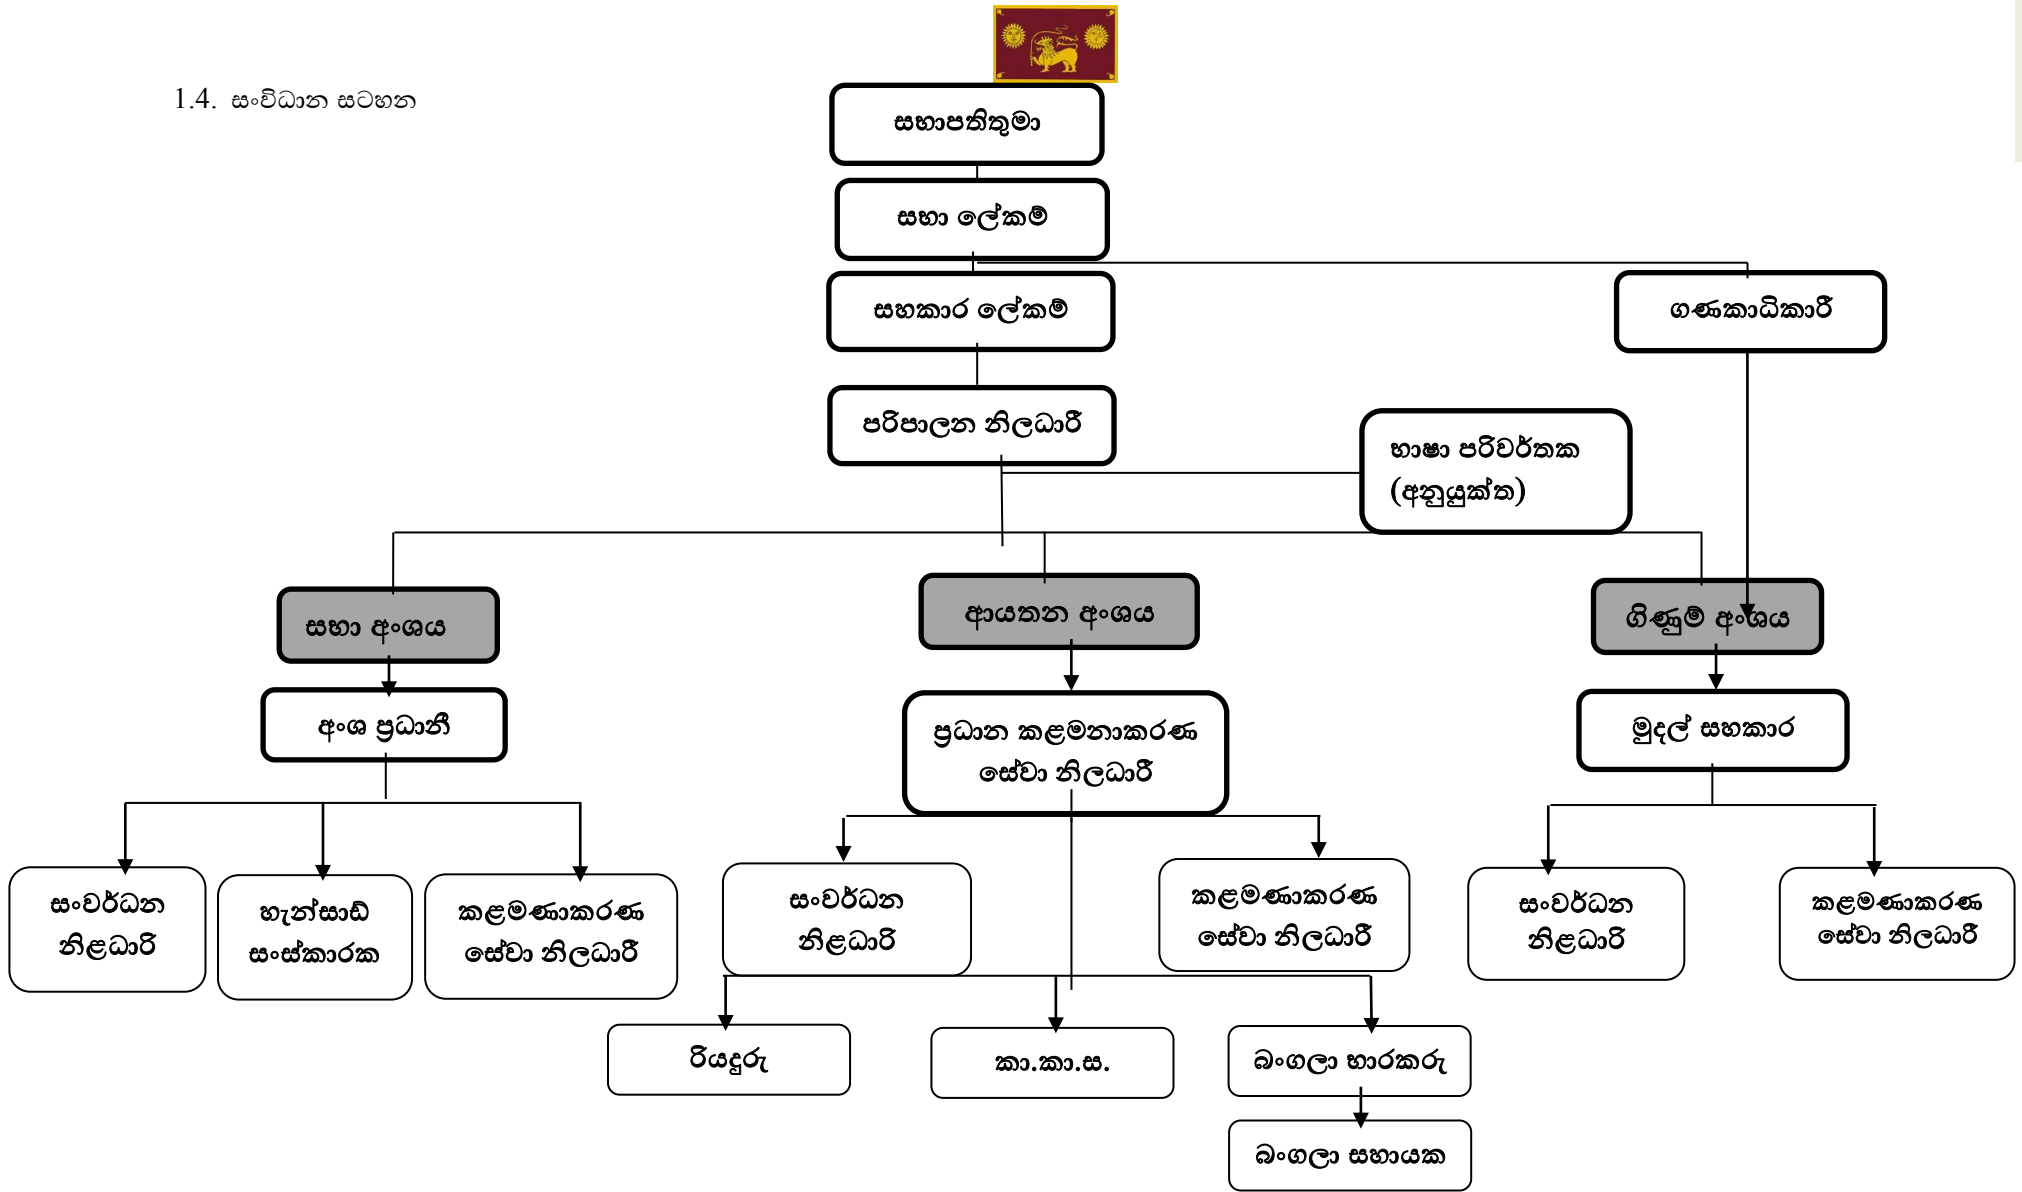 1.4. සංවිධාන සටහන
සභාපතිතුමා
සභා ලේකම්
සහකාර ලේකම්
ගණකාධිකාරී
පරිපාලන නිලධාරී
භාෂා පරිවර්තක
(අනුයුක්ත)
සභා අංශය
ආයතන අංශය
ගිණුම් අංශය
අංශ ප්‍රධානී
ප්‍රධාන කළමනාකරණ
සේවා නිලධාරී
මුදල් සහකාර
සංවර්ධන
නිළධාරි
හැන්සාඩ්
සංස්කාරක
කළමණාකරණ
සේවා නිලධාරී
සංවර්ධන
නිළධාරි
කළමණාකරණ
සේවා නිලධාරී
සංවර්ධන
නිළධාරි
කළමණාකරණ
සේවා නිලධාරී
රියදුරු
කා.කා.ස.
බංගලා භාරකරු
බංගලා සහායක